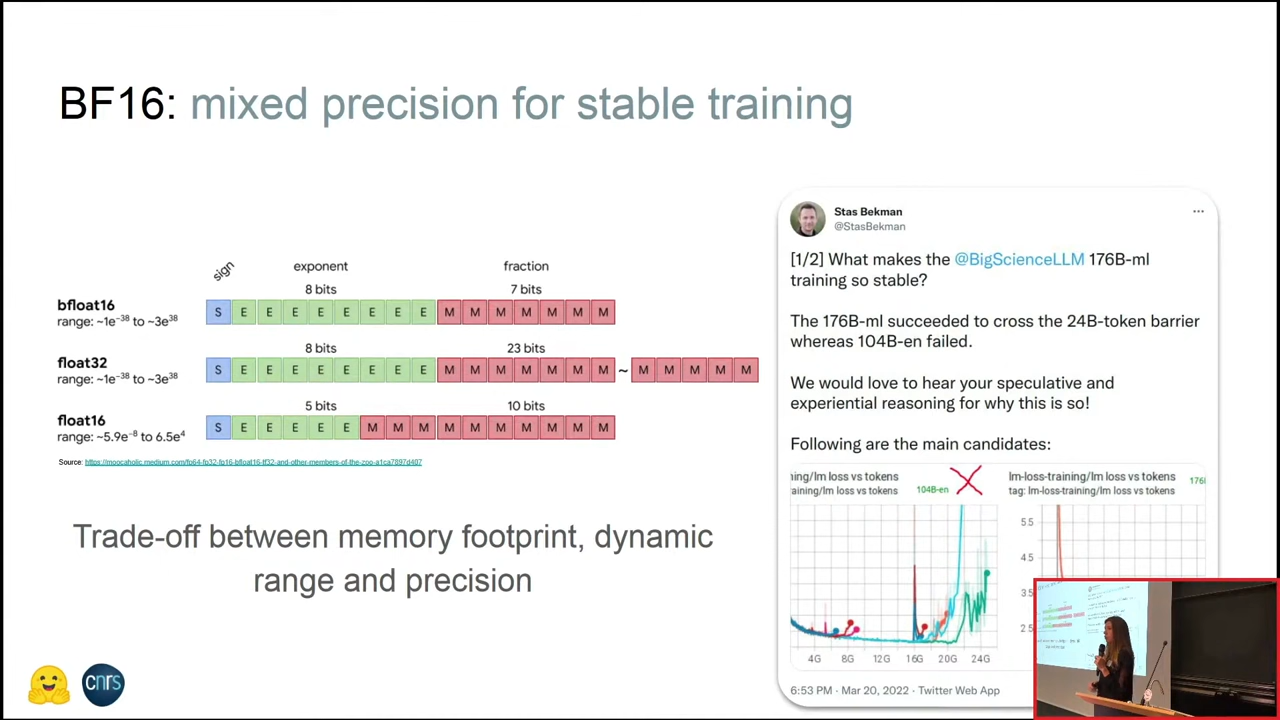 BF16: mixed precision for stable training
sign
exponent
fraction
8 bits
7 bits
bfloat16
range: ~1e⁻³⁸ to ~3e³⁸
S E E E E E E E E M M M M M M M
8 bits
23 bits
float32
range: ~1e⁻³⁸ to ~3e³⁸
S E E E E E E E E M M M M M M M ~ M M M M M
5 bits
10 bits
float16
range: ~5.9e⁻⁸ to 6.5e⁴
S E E E E E M M M M M M M M M M
Source: https://moocaholic.medium.com/fp64-fp32-fp16-bfloat16-tf32-and-other-members-of-the-zoo-a1ca7897d407
Trade-off between memory footprint, dynamic
range and precision
cnrs
Stas Bekman
@StasBekman
[1/2] What makes the @BigScienceLLM 176B-ml
training so stable?
The 176B-ml succeeded to cross the 24B-token barrier
whereas 104B-en failed.
We would love to hear your speculative and
experiential reasoning for why this is so!
Following are the main candidates:
ning/lm loss vs tokens
raining/lm loss vs tokens
104B-en
4G 8G 12G 16G 20G 24G
lm-loss-training/lm loss vs tokens
tag: lm-loss-training/lm loss vs tokens
176
5.5
4.5
3.5
2.5
6:53 PM · Mar 20, 2022 · Twitter Web App